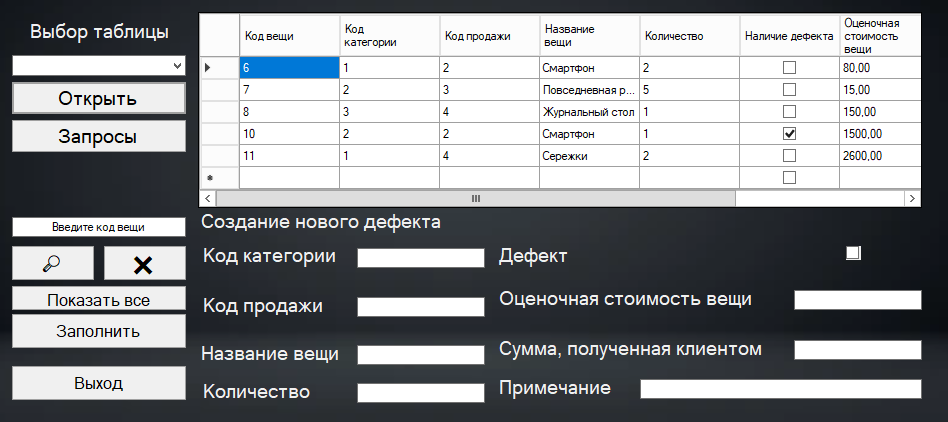 Выбор таблицы
Открыть
Запросы
Код вещи
Код категории
Код продажи
Название вещи
Количество
Наличие дефекта
Оценочная стоимость вещи
6 1 2 Смартфон 2 80,00
7 2 3 Повседневная р... 5 15,00
8 3 4 Журнальный стол 1 150,00
10 2 2 Смартфон 1 1500,00
11 1 4 Сережки 2 2600,00
Введите код вещи
Показать все
Заполнить
Выход
Создание нового дефекта
Код категории
Код продажи
Название вещи
Количество
Дефект
Оценочная стоимость вещи
Сумма, полученная клиентом
Примечание